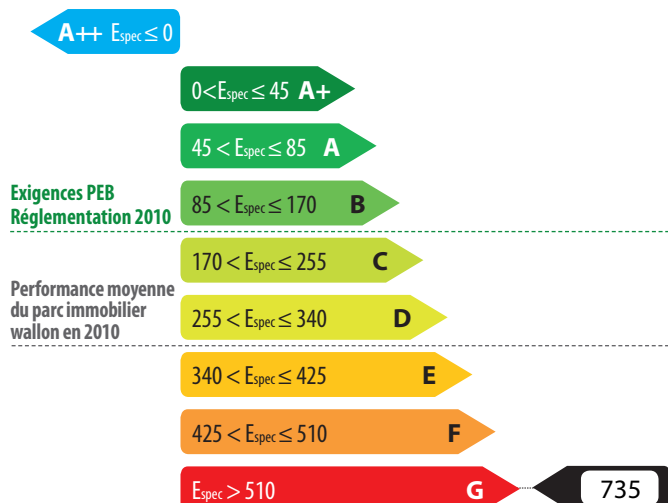 A++ Espec ≤ 0
0<Espec ≤ 45 A+
45 < Espec ≤ 85 A
Exigences PEB
Réglementation 2010
85 < Espec ≤ 170 B
170 < Espec ≤ 255 C
Performance moyenne
du parc immobilier
wallon en 2010
255 < Espec ≤ 340 D
340 < Espec ≤ 425 E
425 < Espec ≤ 510 F
Espec > 510 G 735